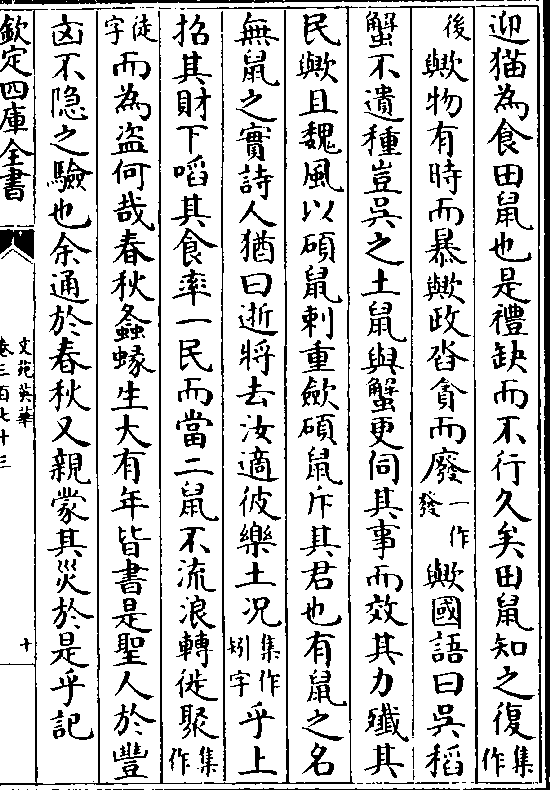 迎猫為食田鼠也是禮缺而不行久矣田鼠知之復集作
後歟物有時而暴歟政沓貪而廢一作發歟國語曰吳稻
蟹不遺種豈吳之土鼠與蟹更伺其事而效其力殱其
民歟且魏風以碩鼠刺重斂碩鼠斥其君也有鼠之名
無鼠之實詩人猶曰逝將去汝適彼樂土况集作矧字乎上
招其財下啗其食率一民而當二鼠不流浪轉徙聚集作
徒字而為盗何哉春秋螽蝝生大有年皆書是聖人於豐
凶不隐之驗也余通於春秋又親蒙其災於是乎記
欽定四庫全書
文苑英華
卷三百七十三
十